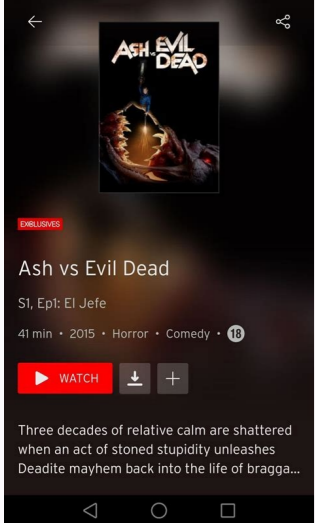 ASH VS EVIL
DEAD
EXBLUSIVES
Ash vs Evil Dead
S1, Ep1: El Jefe
41 min • 2015 • Horror • Comedy • 18
WATCH
Three decades of relative calm are shattered
when an act of stoned stupidity unleashes
Deadite mayhem back into the life of bragga...